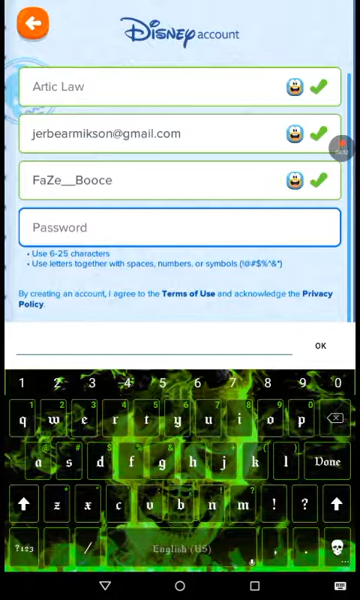 Disney account
Artic Law
jerbearmikson@gmail.com
FaZe__Booce
Password
• Use 6-25 characters
• Use letters together with spaces, numbers, or symbols (!@#$%^&*)
By creating an account, I agree to the Terms of Use and acknowledge the Privacy
Policy.
OK
1 2 3 4 5 6 7 8 9 0
q w e r t y u i o p
a s d f g h j k l Done
z x c v b n m ! ?
?123 / English (US) , .